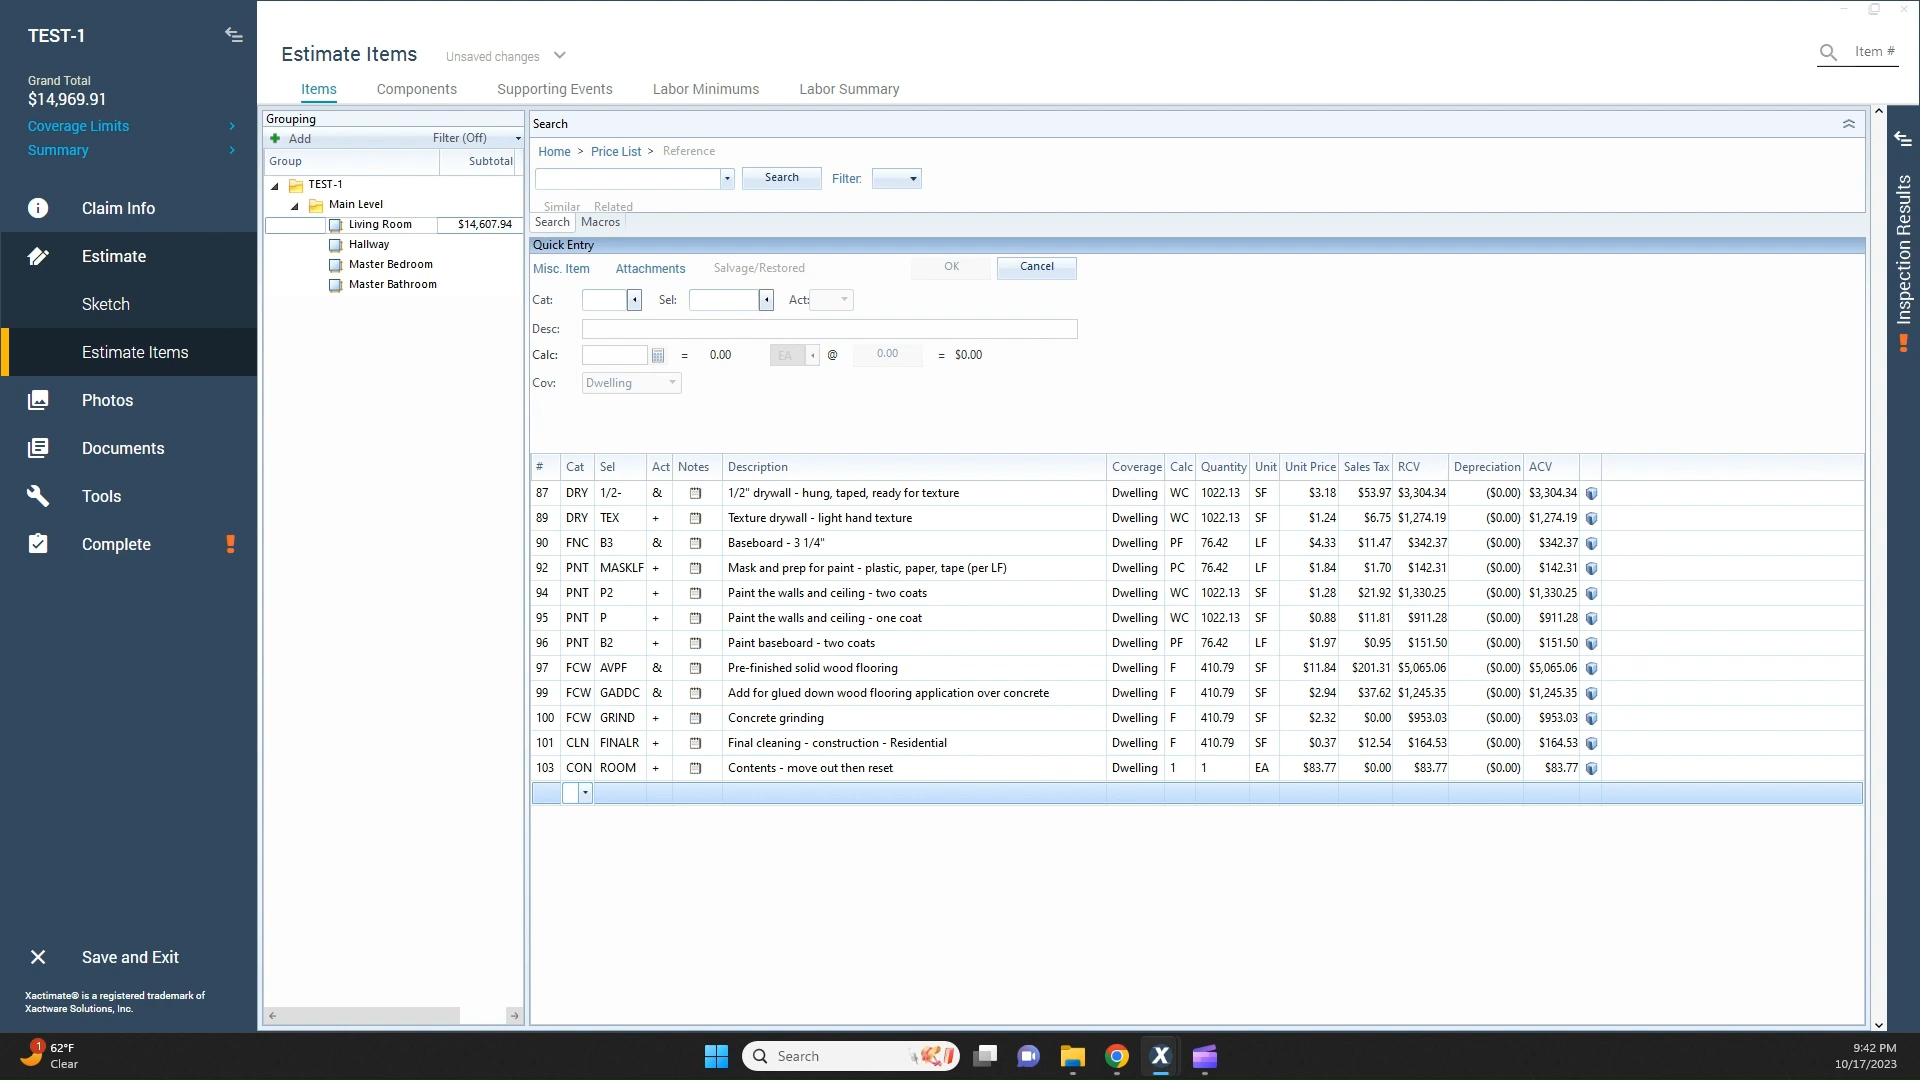 TEST-1
Grand Total
$14,969.91
Coverage Limits
Summary
Claim Info
Estimate
Sketch
Estimate Items
Photos
Documents
Tools
Complete
Save and Exit
Xactimate® is a registered trademark of
Xactware Solutions, Inc.
Estimate Items Unsaved changes
Item #
Items Components Supporting Events Labor Minimums Labor Summary
Grouping
Add Filter (Off)
Group Subtotal
TEST-1
Main Level
Living Room $14,607.94
Hallway
Master Bedroom
Master Bathroom
Search
Home > Price List > Reference
Search Filter:
Similar Related
Search Macros
Quick Entry
Misc. Item Attachments Salvage/Restored OK Cancel
Cat: Sel: Act:
Desc:
Calc: = 0.00 EA @ 0.00 = $0.00
Cov: Dwelling
# Cat Sel Act Notes Description Coverage Calc Quantity Unit Unit Price Sales Tax RCV Depreciation ACV
87 DRY 1/2- & 1/2" drywall - hung, taped, ready for texture Dwelling WC 1022.13 SF $3.18 $53.97 $3,304.34 ($0.00) $3,304.34
89 DRY TEX + Texture drywall - light hand texture Dwelling WC 1022.13 SF $1.24 $6.75 $1,274.19 ($0.00) $1,274.19
90 FNC B3 & Baseboard - 3 1/4" Dwelling PF 76.42 LF $4.33 $11.47 $342.37 ($0.00) $342.37
92 PNT MASKLF + Mask and prep for paint - plastic, paper, tape (per LF) Dwelling PC 76.42 LF $1.84 $1.70 $142.31 ($0.00) $142.31
94 PNT P2 + Paint the walls and ceiling - two coats Dwelling WC 1022.13 SF $1.28 $21.92 $1,330.25 ($0.00) $1,330.25
95 PNT P + Paint the walls and ceiling - one coat Dwelling WC 1022.13 SF $0.88 $11.81 $911.28 ($0.00) $911.28
96 PNT B2 + Paint baseboard - two coats Dwelling PF 76.42 LF $1.97 $0.95 $151.50 ($0.00) $151.50
97 FCW AVPF & Pre-finished solid wood flooring Dwelling F 410.79 SF $11.84 $201.31 $5,065.06 ($0.00) $5,065.06
99 FCW GADDC & Add for glued down wood flooring application over concrete Dwelling F 410.79 SF $2.94 $37.62 $1,245.35 ($0.00) $1,245.35
100 FCW GRIND + Concrete grinding Dwelling F 410.79 SF $2.32 $0.00 $953.03 ($0.00) $953.03
101 CLN FINALR + Final cleaning - construction - Residential Dwelling F 410.79 SF $0.37 $12.54 $164.53 ($0.00) $164.53
103 CON ROOM + Contents - move out then reset Dwelling 1 1 EA $83.77 $0.00 $83.77 ($0.00) $83.77
Inspection Results
1
62°F
Clear
Search
9:42 PM
10/17/2023